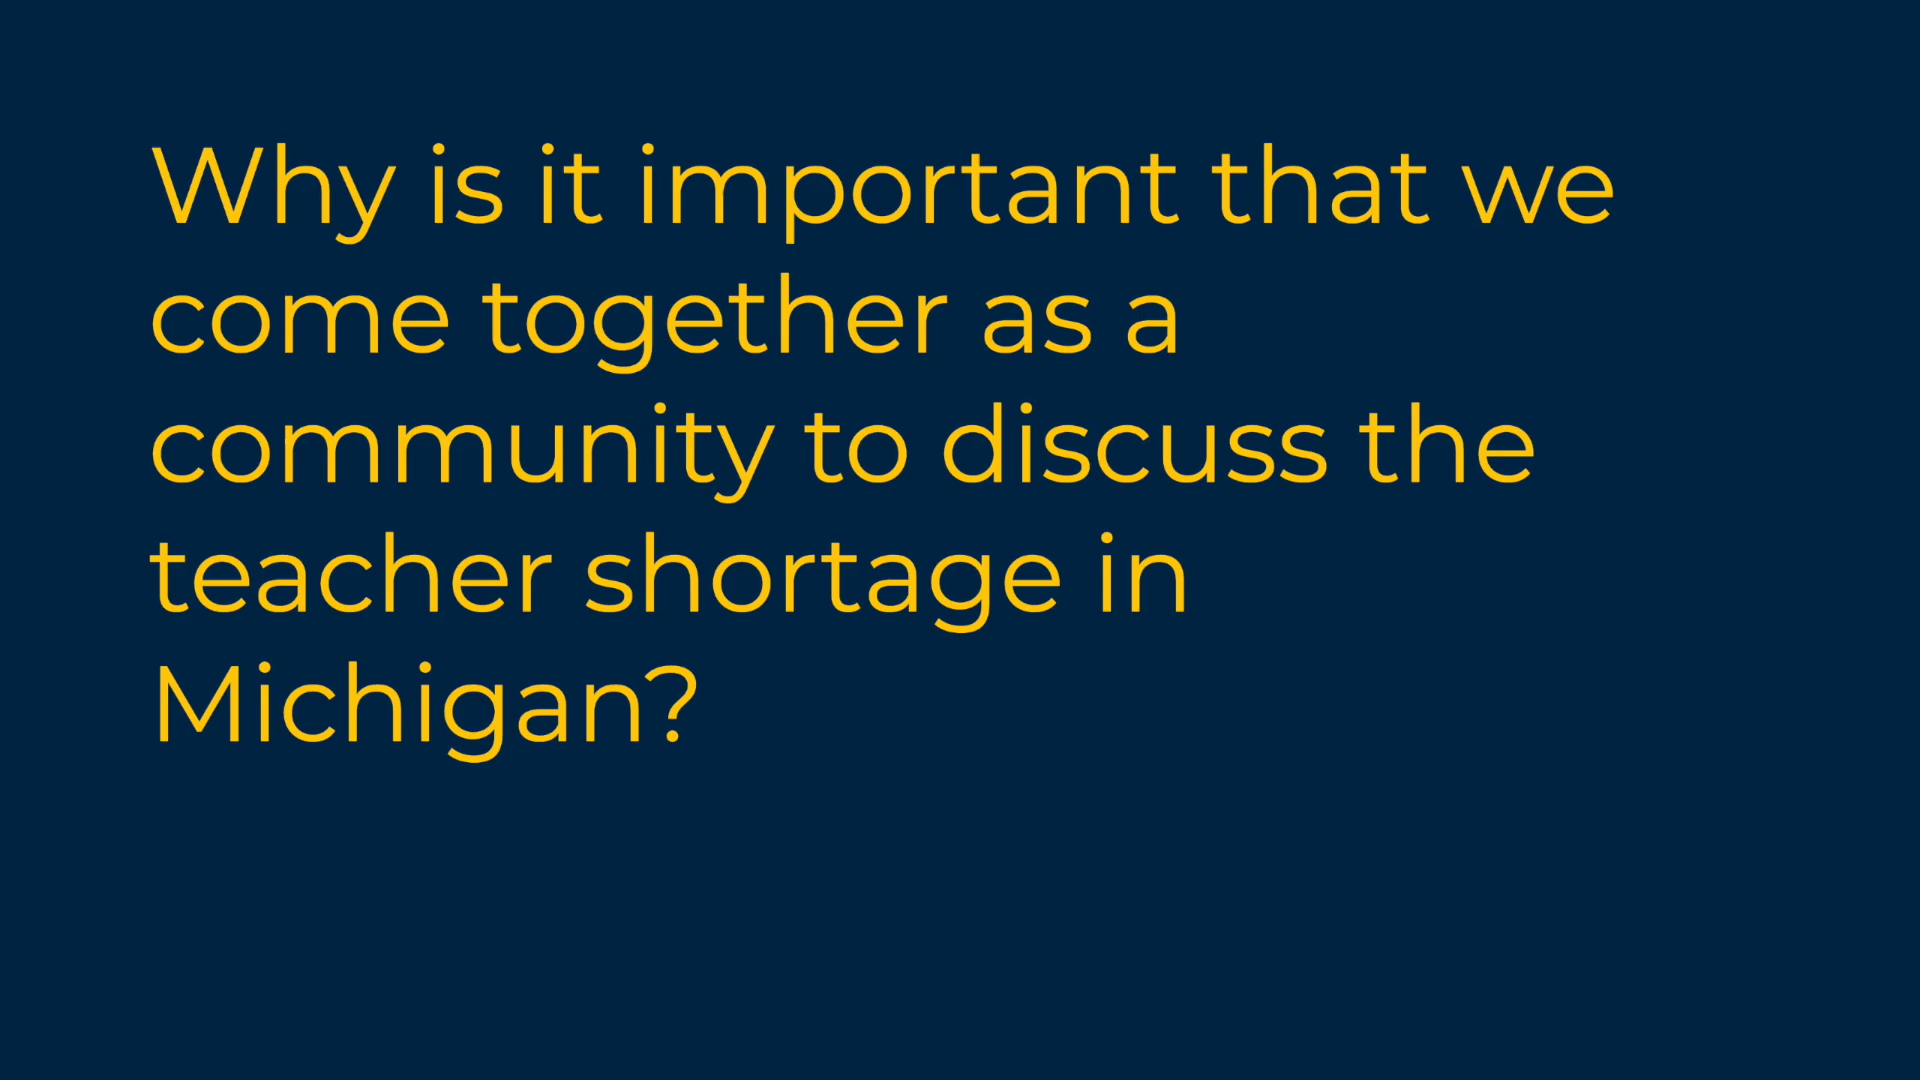 Why is it important that we
come together as a
community to discuss the
teacher shortage in
Michigan?